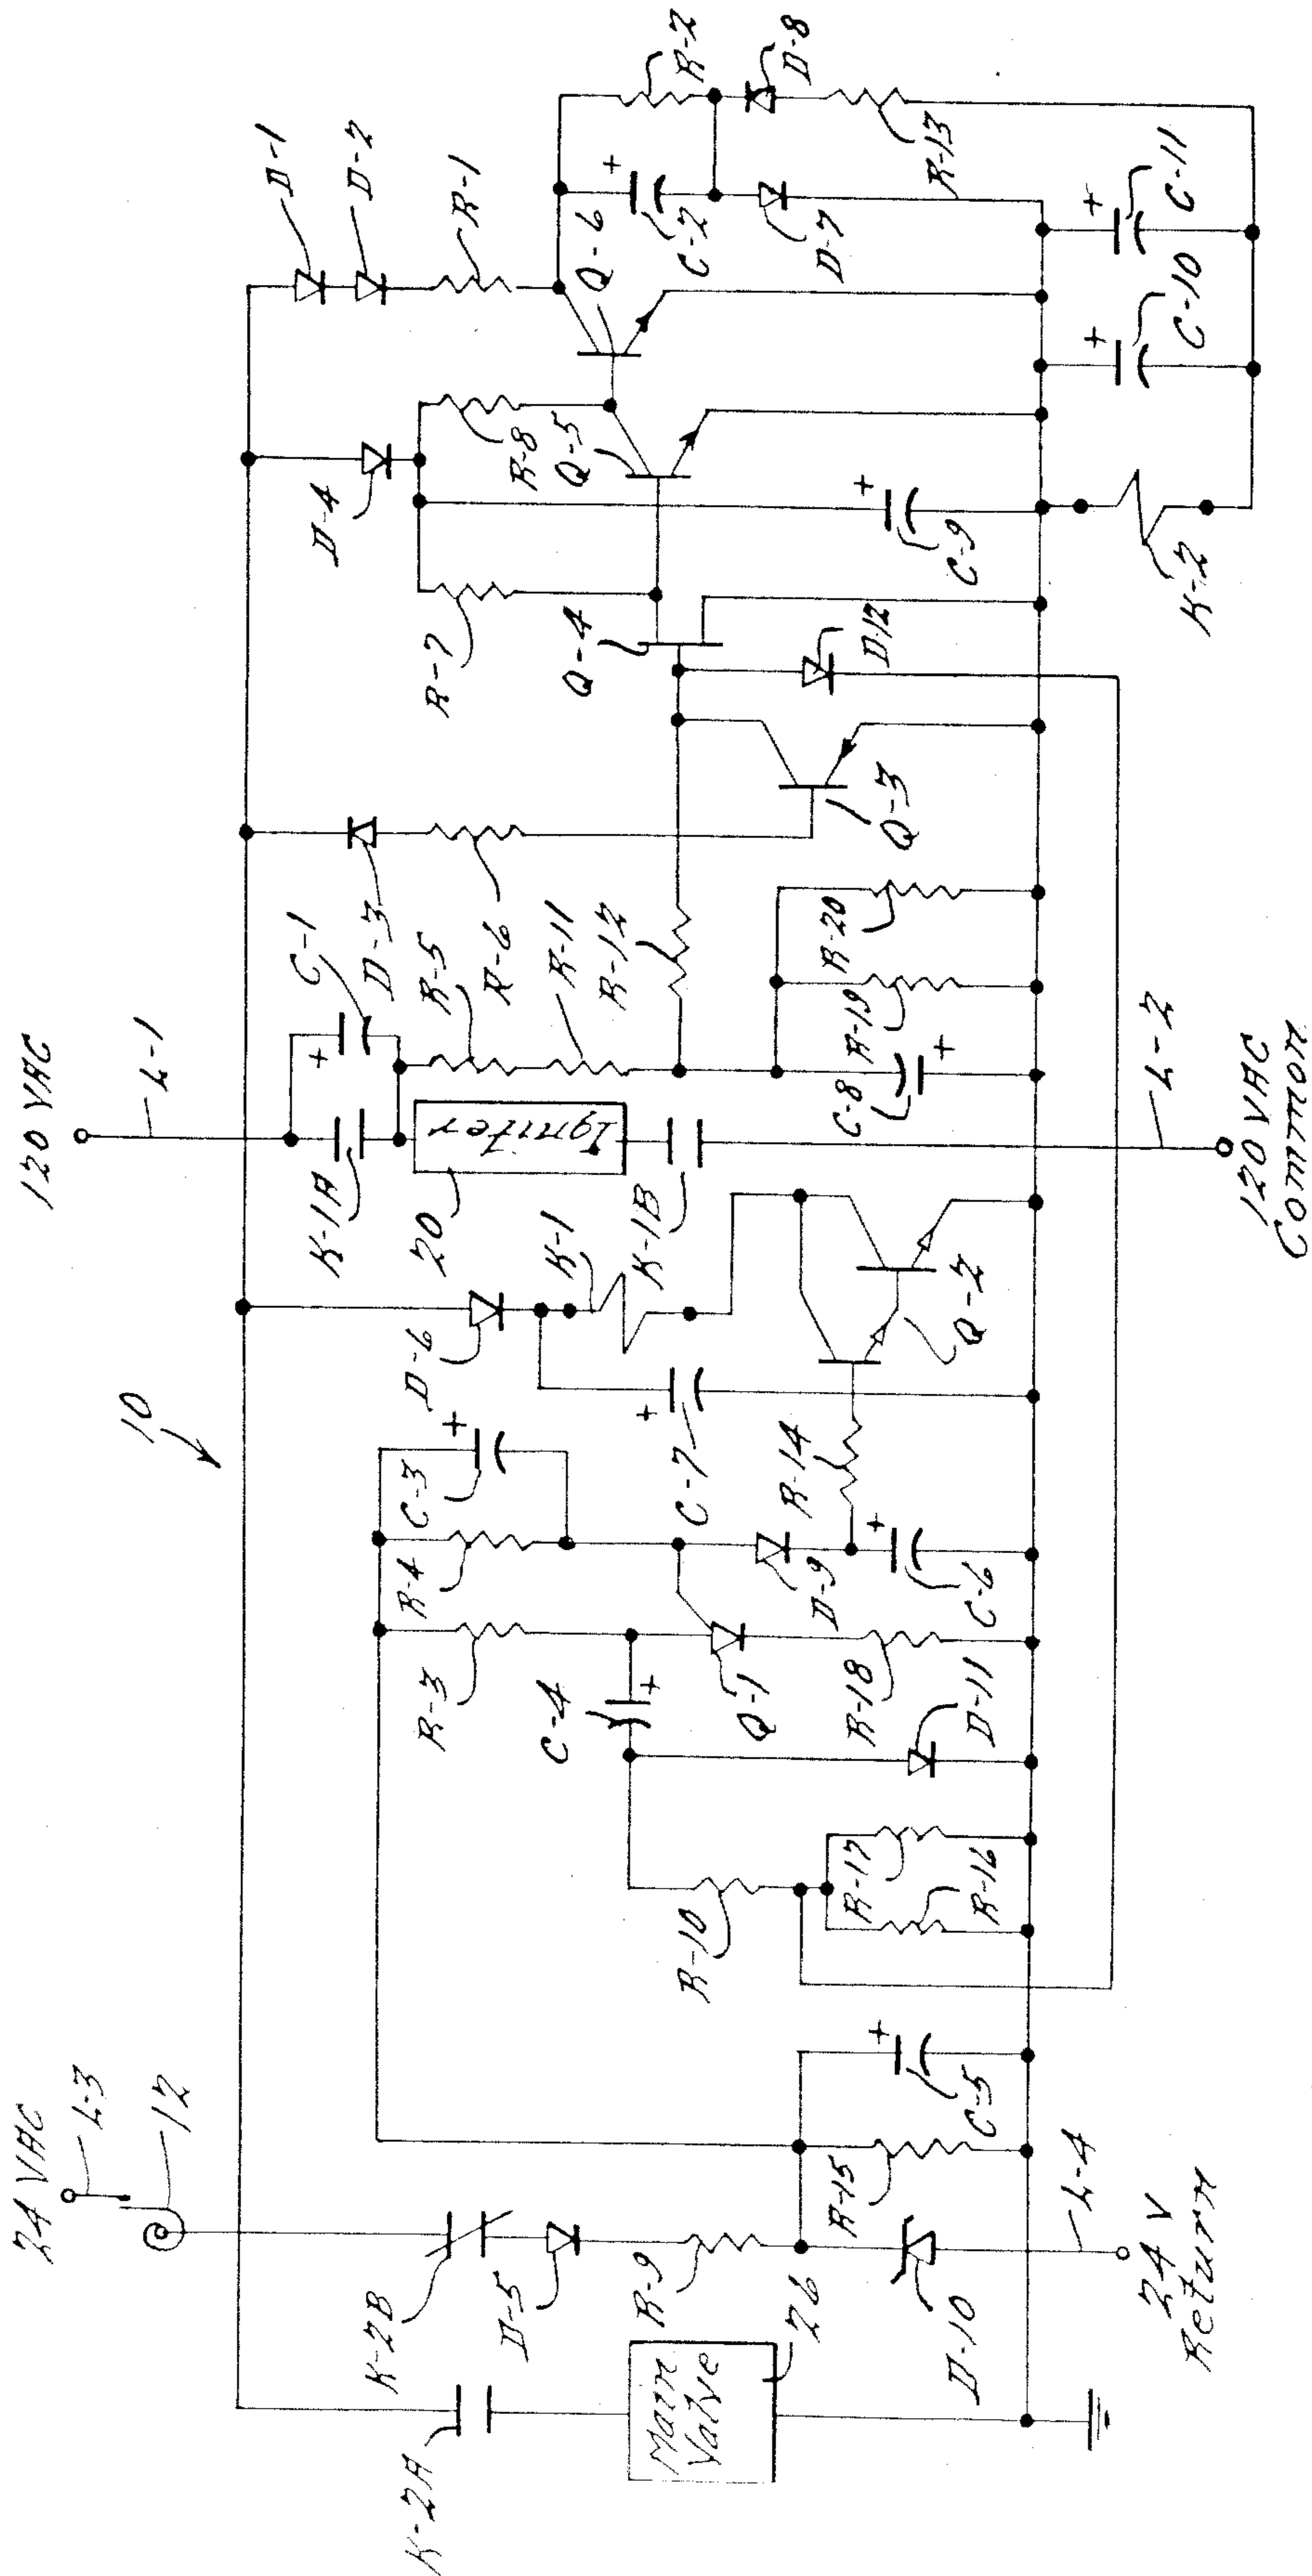 24 VAC
L-3
12
K-2A
K-2B
D-5
R-9
Main
Valve
26
D-10
R-15
C-5
L-4
24 V
Return
10
R-10
R-17
R-16
C-4
R-3
R-4
C-3
Q-1
R-18
D-11
D-9
C-6
R-14
C-7
D-6
K-1
Q-2
120 VAC
L-1
K-1A
C-1
20
Igniter
K-1B
D-3
R-5
R-6
R-11
R-12
C-8
R-19
R-20
L-2
120 VAC
Common
Q-3
D-12
Q-4
R-7
D-4
R-8
Q-5
C-9
K-2
D-1
D-2
R-1
Q-6
C-2
R-2
D-7
D-8
R-13
C-10
C-11